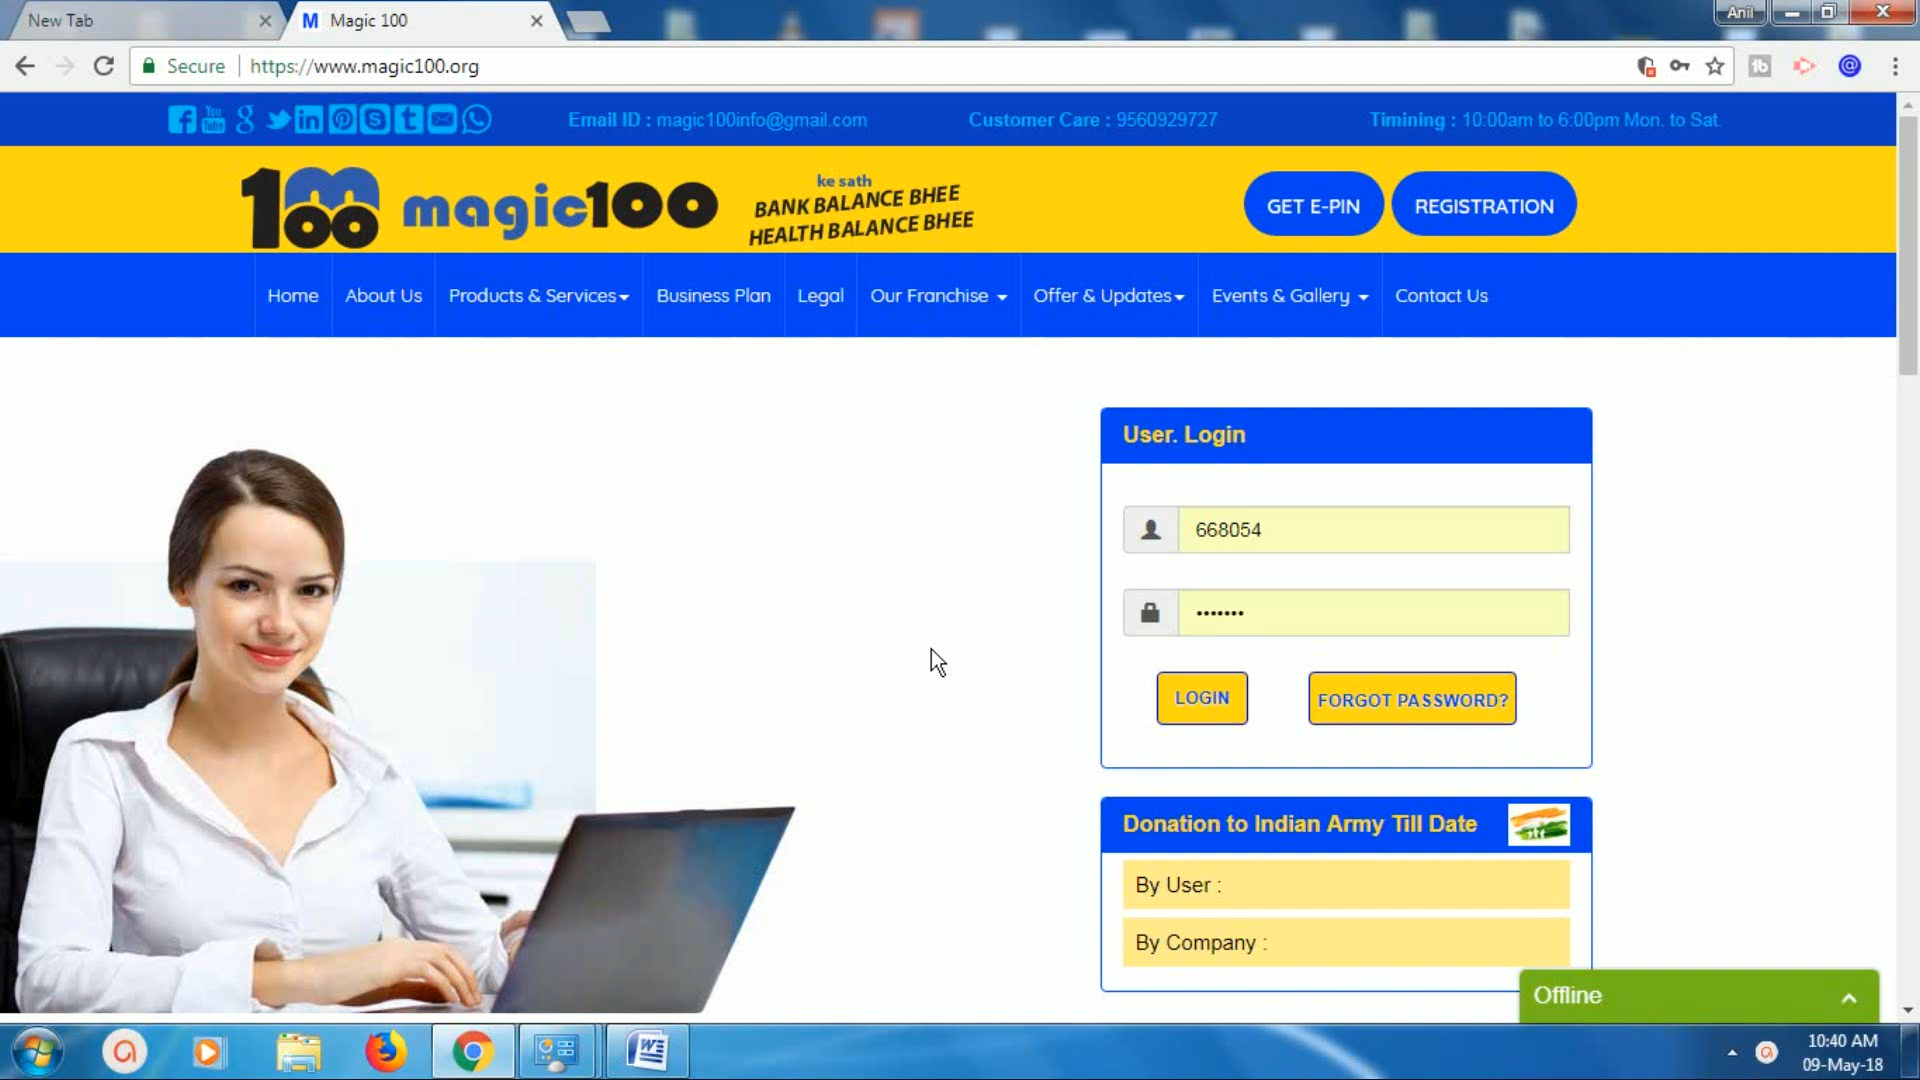 New Tab
M Magic 100
Anil
Secure https://www.magic100.org
You Tube
Email ID : magic100info@gmail.com
Customer Care : 9560929727
Timining : 10:00am to 6:00pm Mon. to Sat.
100 magic100
ke sath
BANK BALANCE BHEE
HEALTH BALANCE BHEE
GET E-PIN
REGISTRATION
Home
About Us
Products & Services
Business Plan
Legal
Our Franchise
Offer & Updates
Events & Gallery
Contact Us
User. Login
668054
•••••••
LOGIN
FORGOT PASSWORD?
Donation to Indian Army Till Date
By User :
By Company :
Offline
10:40 AM
09-May-18